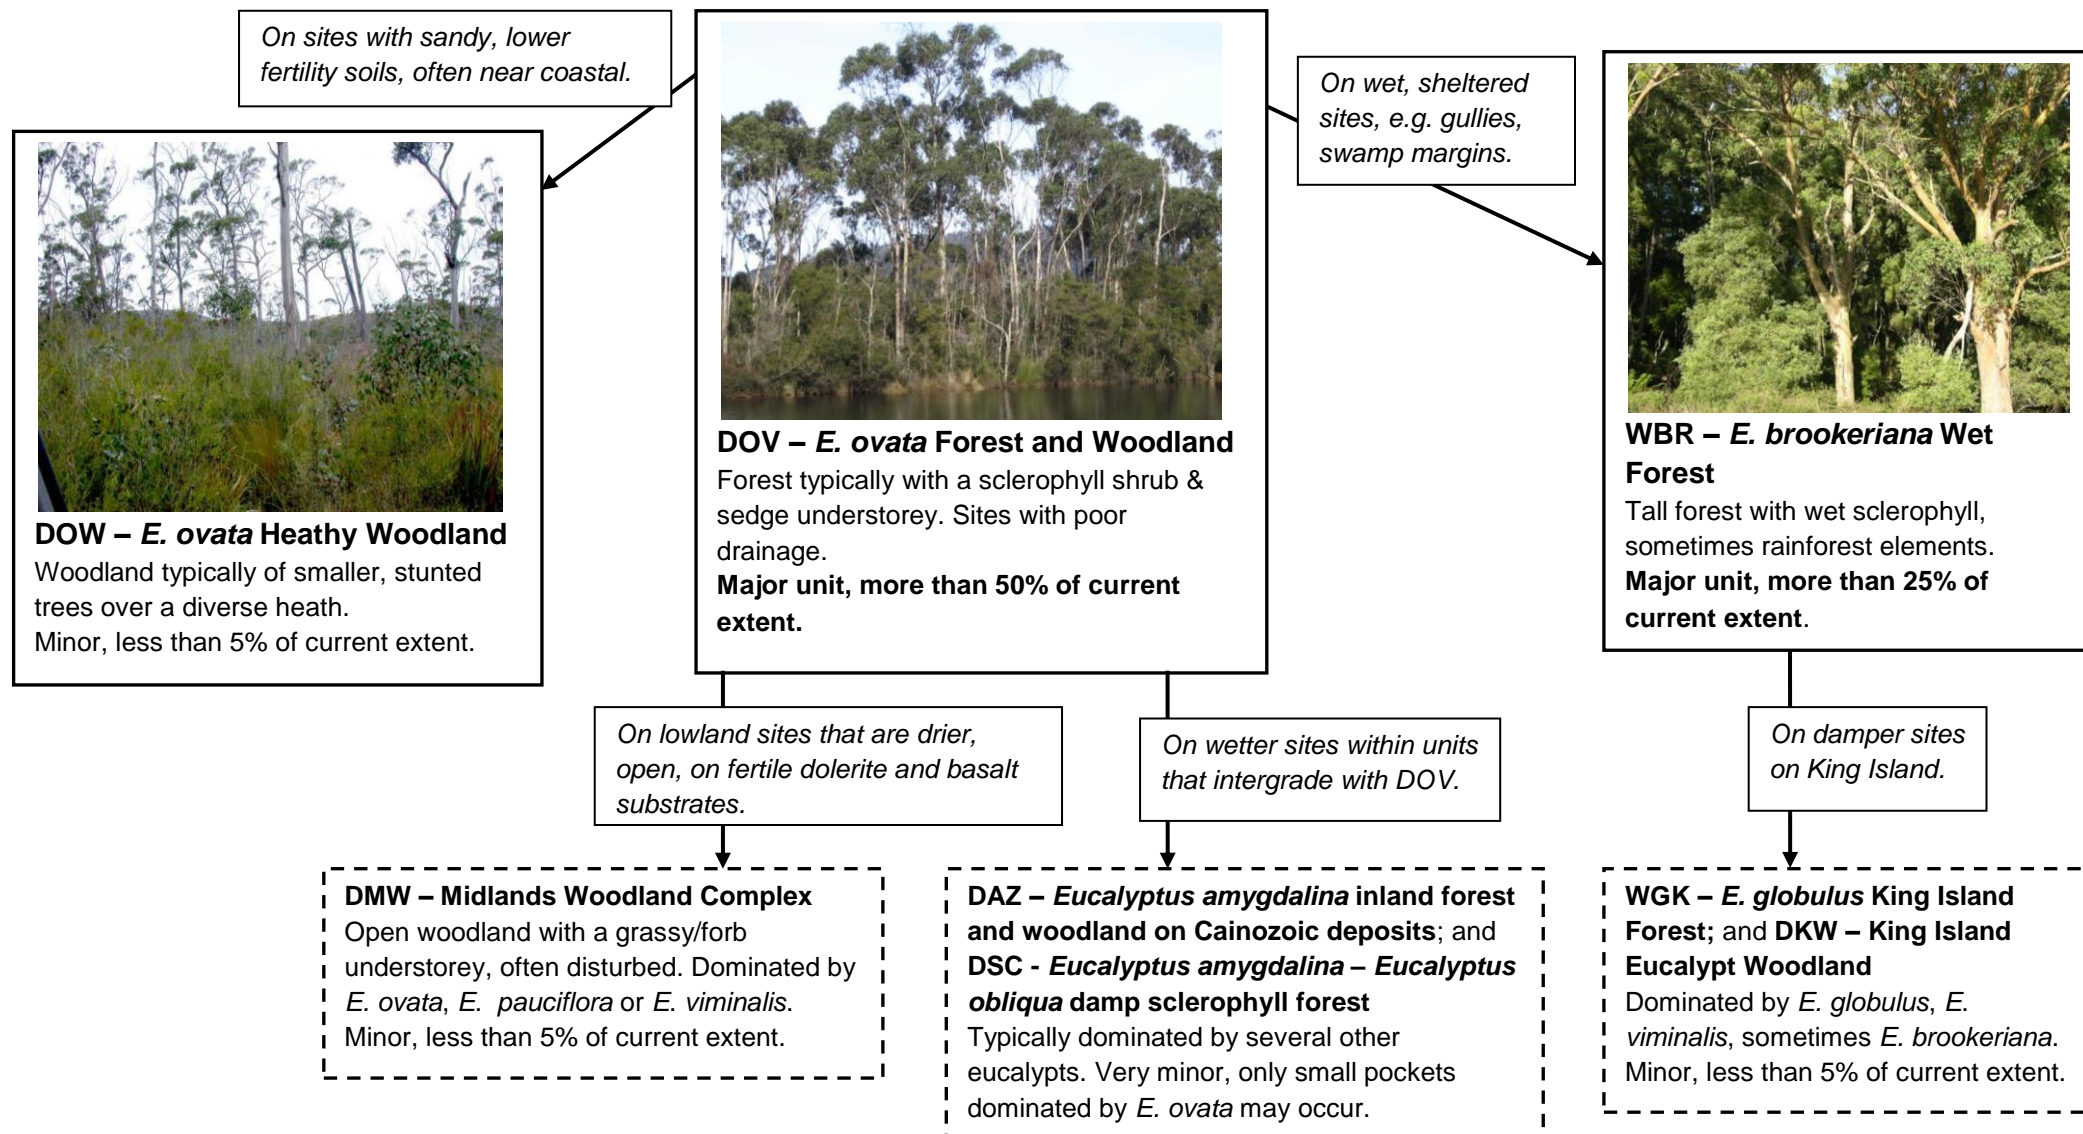 On sites with sandy, lower
fertility soils, often near coastal.
DOW – E. ovata Heathy Woodland
Woodland typically of smaller, stunted
trees over a diverse heath.
Minor, less than 5% of current extent.
DOV – E. ovata Forest and Woodland
Forest typically with a sclerophyll shrub &
sedge understorey. Sites with poor
drainage.
Major unit, more than 50% of current
extent.
On wet, sheltered
sites, e.g. gullies,
swamp margins.
WBR – E. brookeriana Wet
Forest
Tall forest with wet sclerophyll,
sometimes rainforest elements.
Major unit, more than 25% of
current extent.
On lowland sites that are drier,
open, on fertile dolerite and basalt
substrates.
On wetter sites within units
that intergrade with DOV.
On damper sites
on King Island.
DMW – Midlands Woodland Complex
Open woodland with a grassy/forb
understorey, often disturbed. Dominated by
E. ovata, E. pauciflora or E. viminalis.
Minor, less than 5% of current extent.
DAZ – Eucalyptus amygdalina inland forest
and woodland on Cainozoic deposits; and
DSC - Eucalyptus amygdalina – Eucalyptus
obliqua damp sclerophyll forest
Typically dominated by several other
eucalypts. Very minor, only small pockets
dominated by E. ovata may occur.
WGK – E. globulus King Island
Forest; and DKW – King Island
Eucalypt Woodland
Dominated by E. globulus, E.
viminalis, sometimes E. brookeriana.
Minor, less than 5% of current extent.